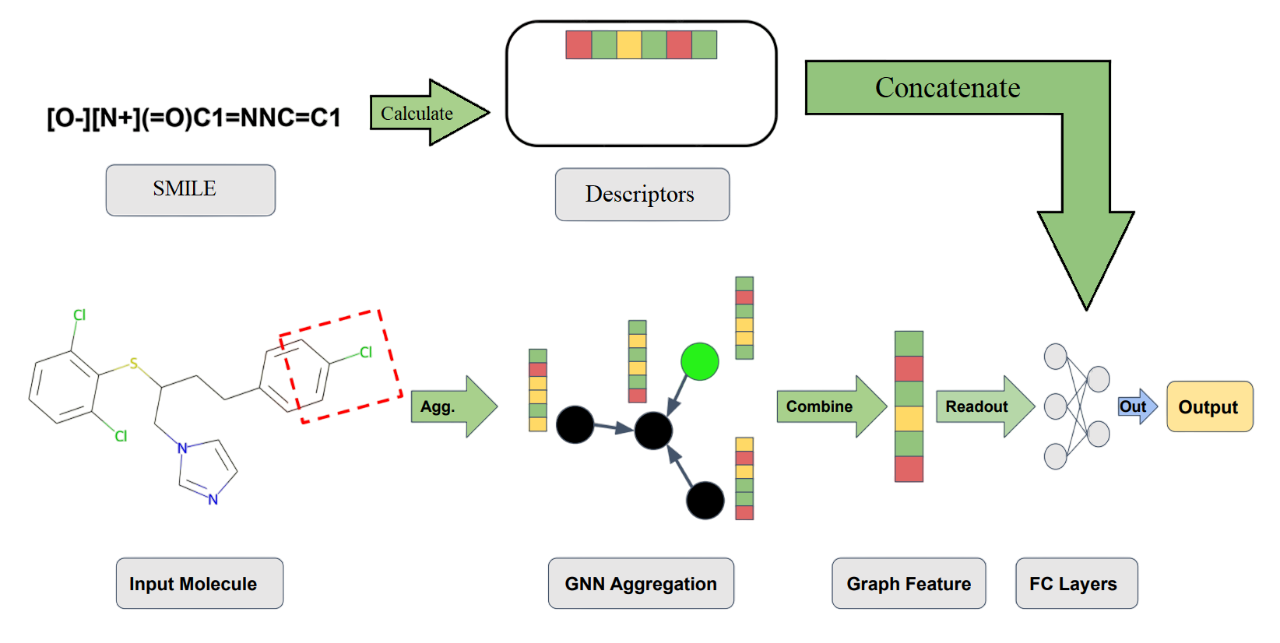 [O-][N+](=O)C1=NNC=C1
Calculate
Concatenate
SMILE
Descriptors
Cl
S
Cl
Cl
N
N
Agg.
Combine
Readout
Out
Output
Input Molecule
GNN Aggregation
Graph Feature
FC Layers